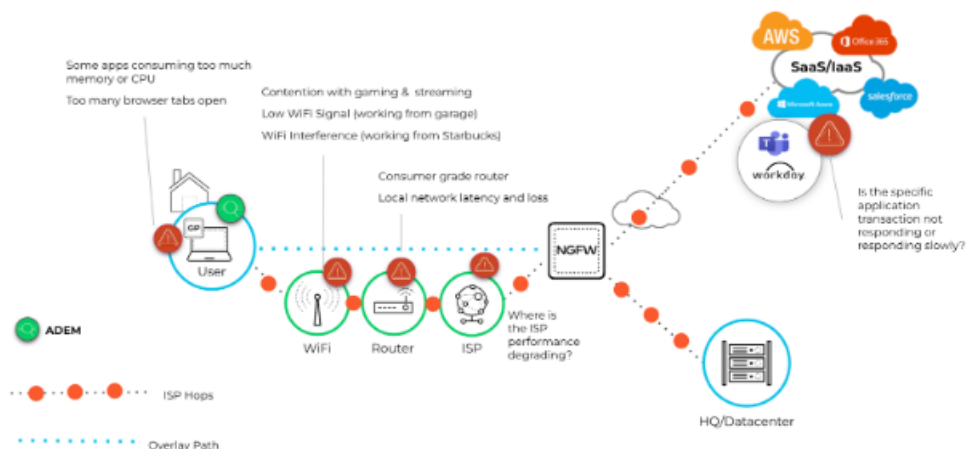 Some apps consuming too much
memory or CPU
Too many browser tabs open
Contention with gaming & streaming
Low WiFi Signal (working from garage)
WiFi Interference (working from Starbucks)
Consumer grade router
Local network latency and loss
AWS
Office 365
SaaS/IaaS
Microsoft Azure
salesforce
T
workday
Is the specific
application
transaction not
responding or
responding slowly?
GP
User
NGFW
WiFi
Router
ISP
Where is
the ISP
performance
degrading?
HQ/Datacenter
ADEM
ISP Hops
Overlay Path